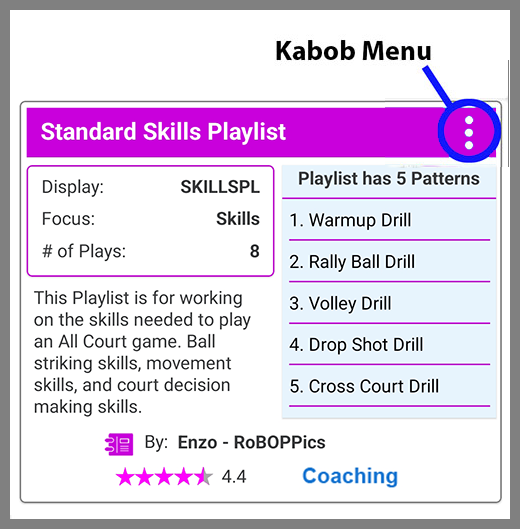 Kabob Menu
Standard Skills Playlist
Display: SKILLSPL
Focus: Skills
# of Plays: 8
Playlist has 5 Patterns
1. Warmup Drill
2. Rally Ball Drill
3. Volley Drill
4. Drop Shot Drill
5. Cross Court Drill
This Playlist is for working
on the skills needed to play
an All Court game. Ball
striking skills, movement
skills, and court decision
making skills.
By: Enzo - RoBOPPics
4.4 Coaching